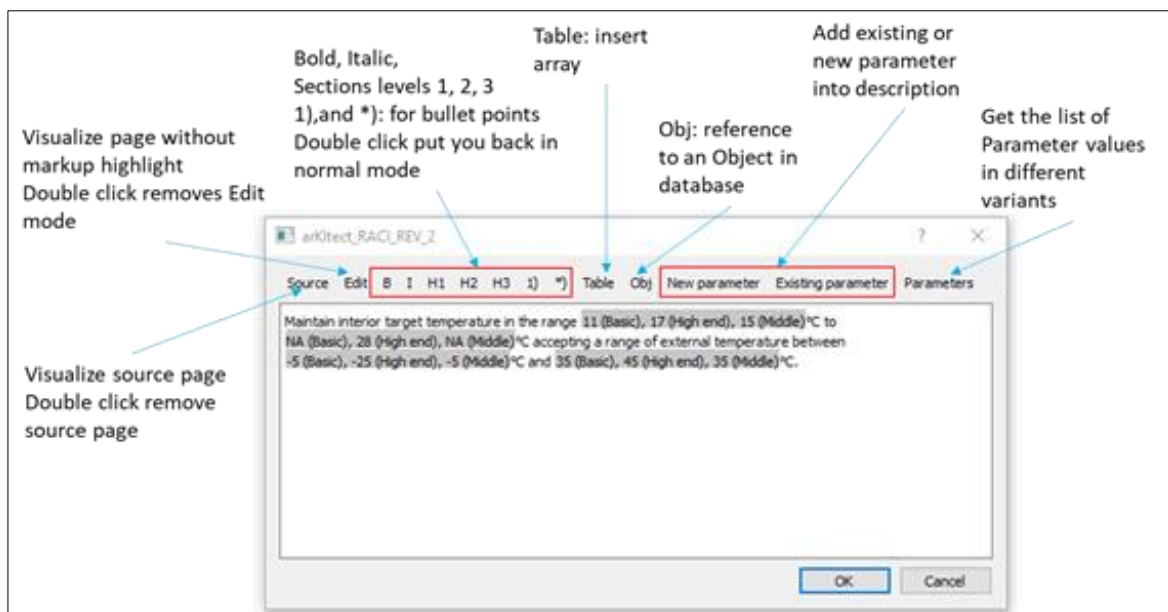 Table: insert
array
Add existing or
new parameter
into description
Bold, Italic,
Sections levels 1, 2, 3
1),and *): for bullet points
Double click put you back in
normal mode
Visualize page without
markup highlight
Double click removes Edit
mode
Obj: reference
to an Object in
database
Get the list of
Parameter values
in different
variants
arKItect_RACI_REV_2
? ×
Source Edit B I H1 H2 H3 1) *) Table Obj New parameter Existing parameter Parameters
Maintain interior target temperature in the range 11 (Basic), 17 (High end), 15 (Middle)°C to
NA (Basic), 28 (High end), NA (Middle)°C accepting a range of external temperature between
-5 (Basic), -25 (High end), -5 (Middle)°C and 35 (Basic), 45 (High end), 35 (Middle)°C.
Visualize source page
Double click remove
source page
OK Cancel